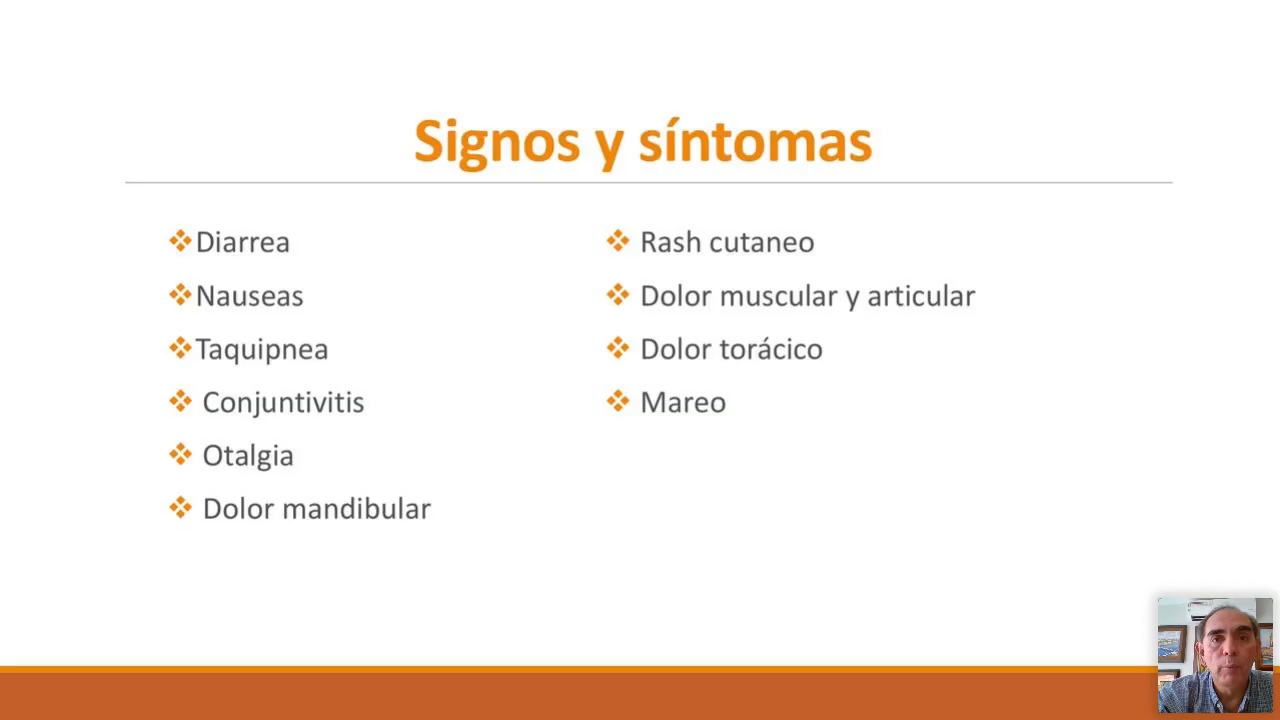 Signos y síntomas
Diarrea
Nauseas
Taquipnea
Conjuntivitis
Otalgia
Dolor mandibular
Rash cutaneo
Dolor muscular y articular
Dolor torácico
Mareo